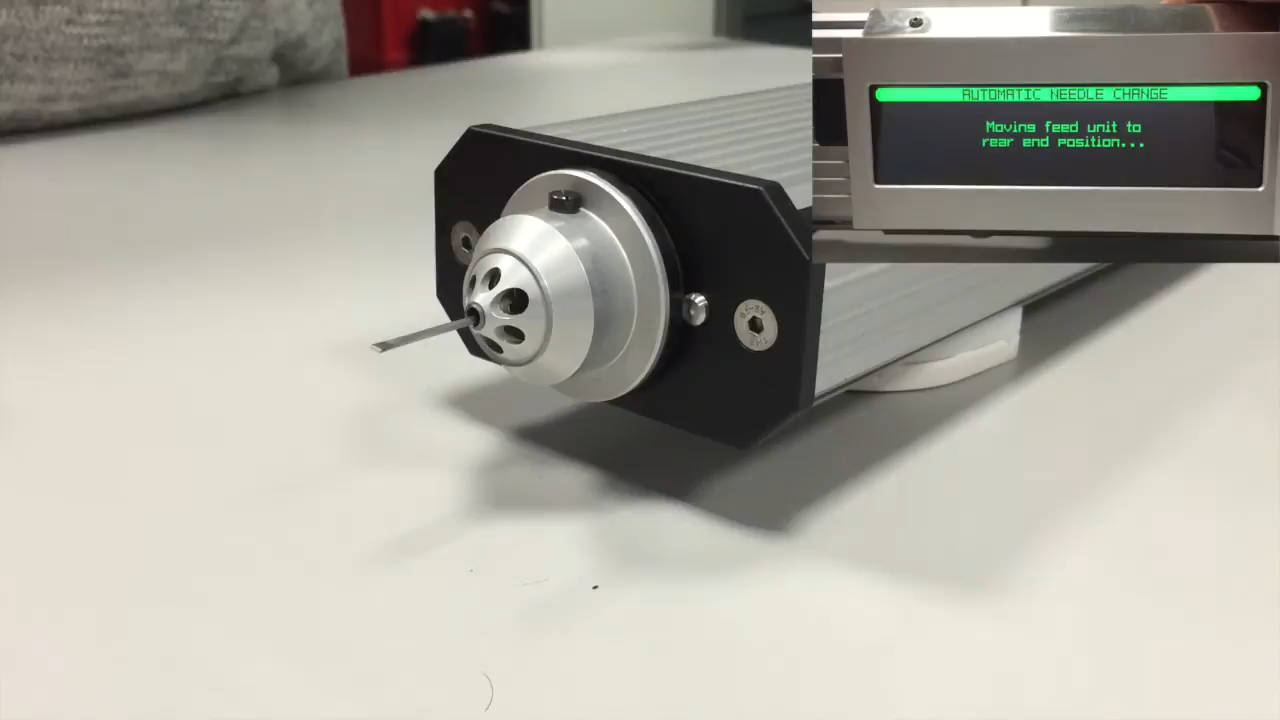 AUTOMATIC NEEDLE CHANGE
Moving feed unit to
rear end position...